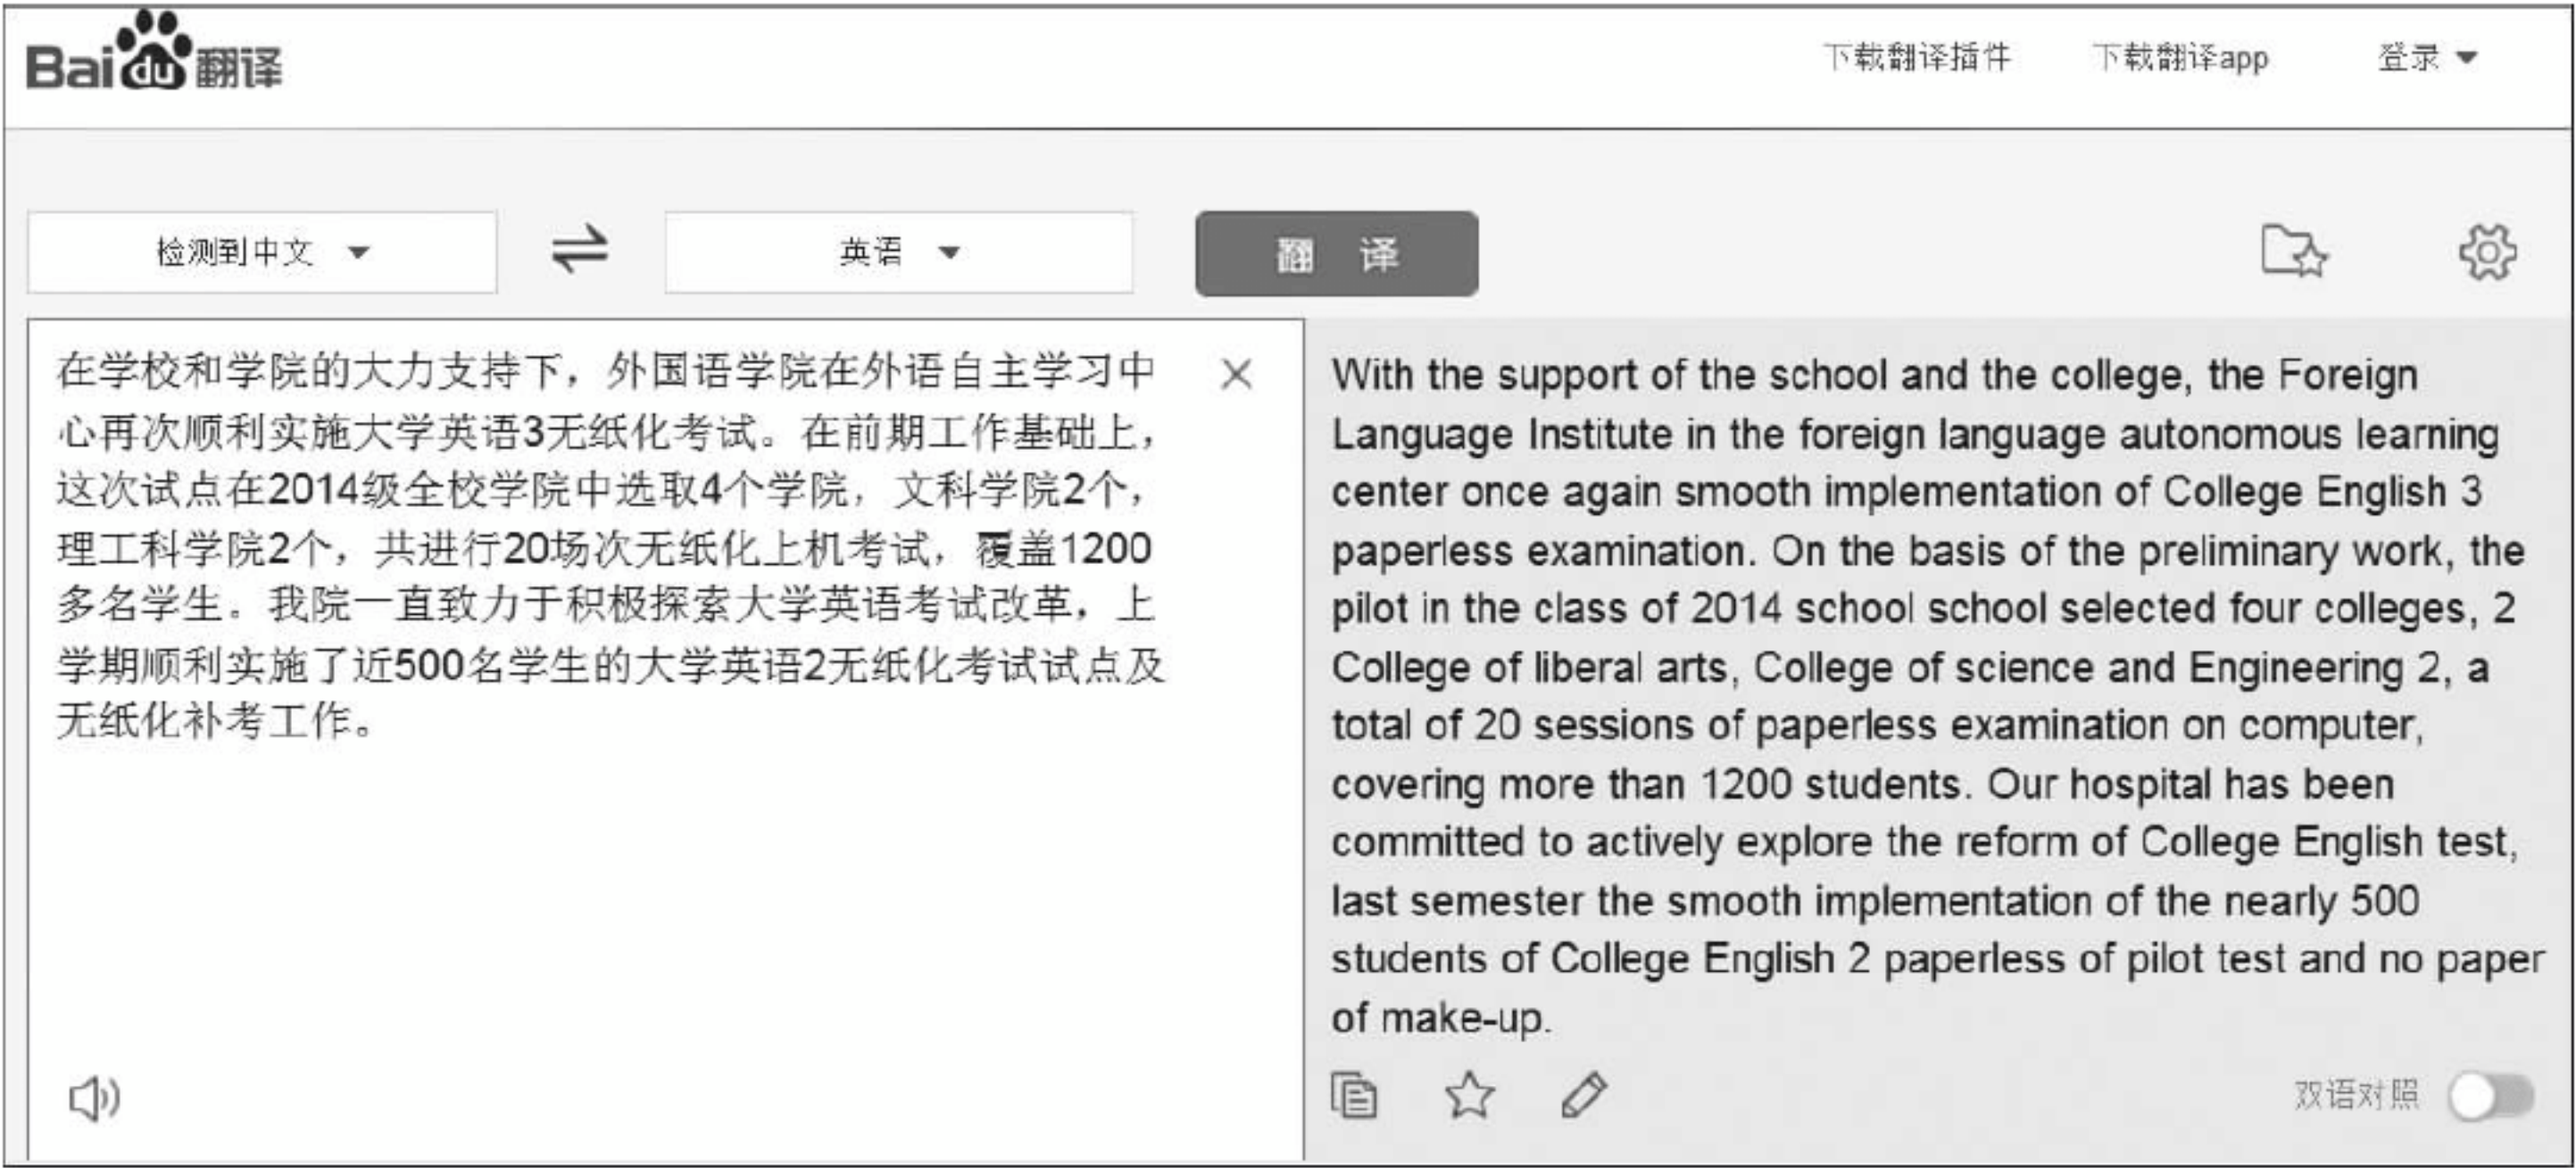 Baidu翻译
下载翻译插件 下载翻译app 登录
检测到中文 英语 翻 译
在学校和学院的大力支持下，外国语学院在外语自主学习中
心再次顺利实施大学英语3无纸化考试。在前期工作基础上，
这次试点在2014级全校学院中选取4个学院，文科学院2个，
理工科学院2个，共进行20场次无纸化上机考试，覆盖1200
多名学生。我院一直致力于积极探索大学英语考试改革，上
学期顺利实施了近500名学生的大学英语2无纸化考试试点及
无纸化补考工作。
With the support of the school and the college, the Foreign
Language Institute in the foreign language autonomous learning
center once again smooth implementation of College English 3
paperless examination. On the basis of the preliminary work, the
pilot in the class of 2014 school school selected four colleges, 2
College of liberal arts, College of science and Engineering 2, a
total of 20 sessions of paperless examination on computer,
covering more than 1200 students. Our hospital has been
committed to actively explore the reform of College English test,
last semester the smooth implementation of the nearly 500
students of College English 2 paperless of pilot test and no paper
of make-up.
双语对照